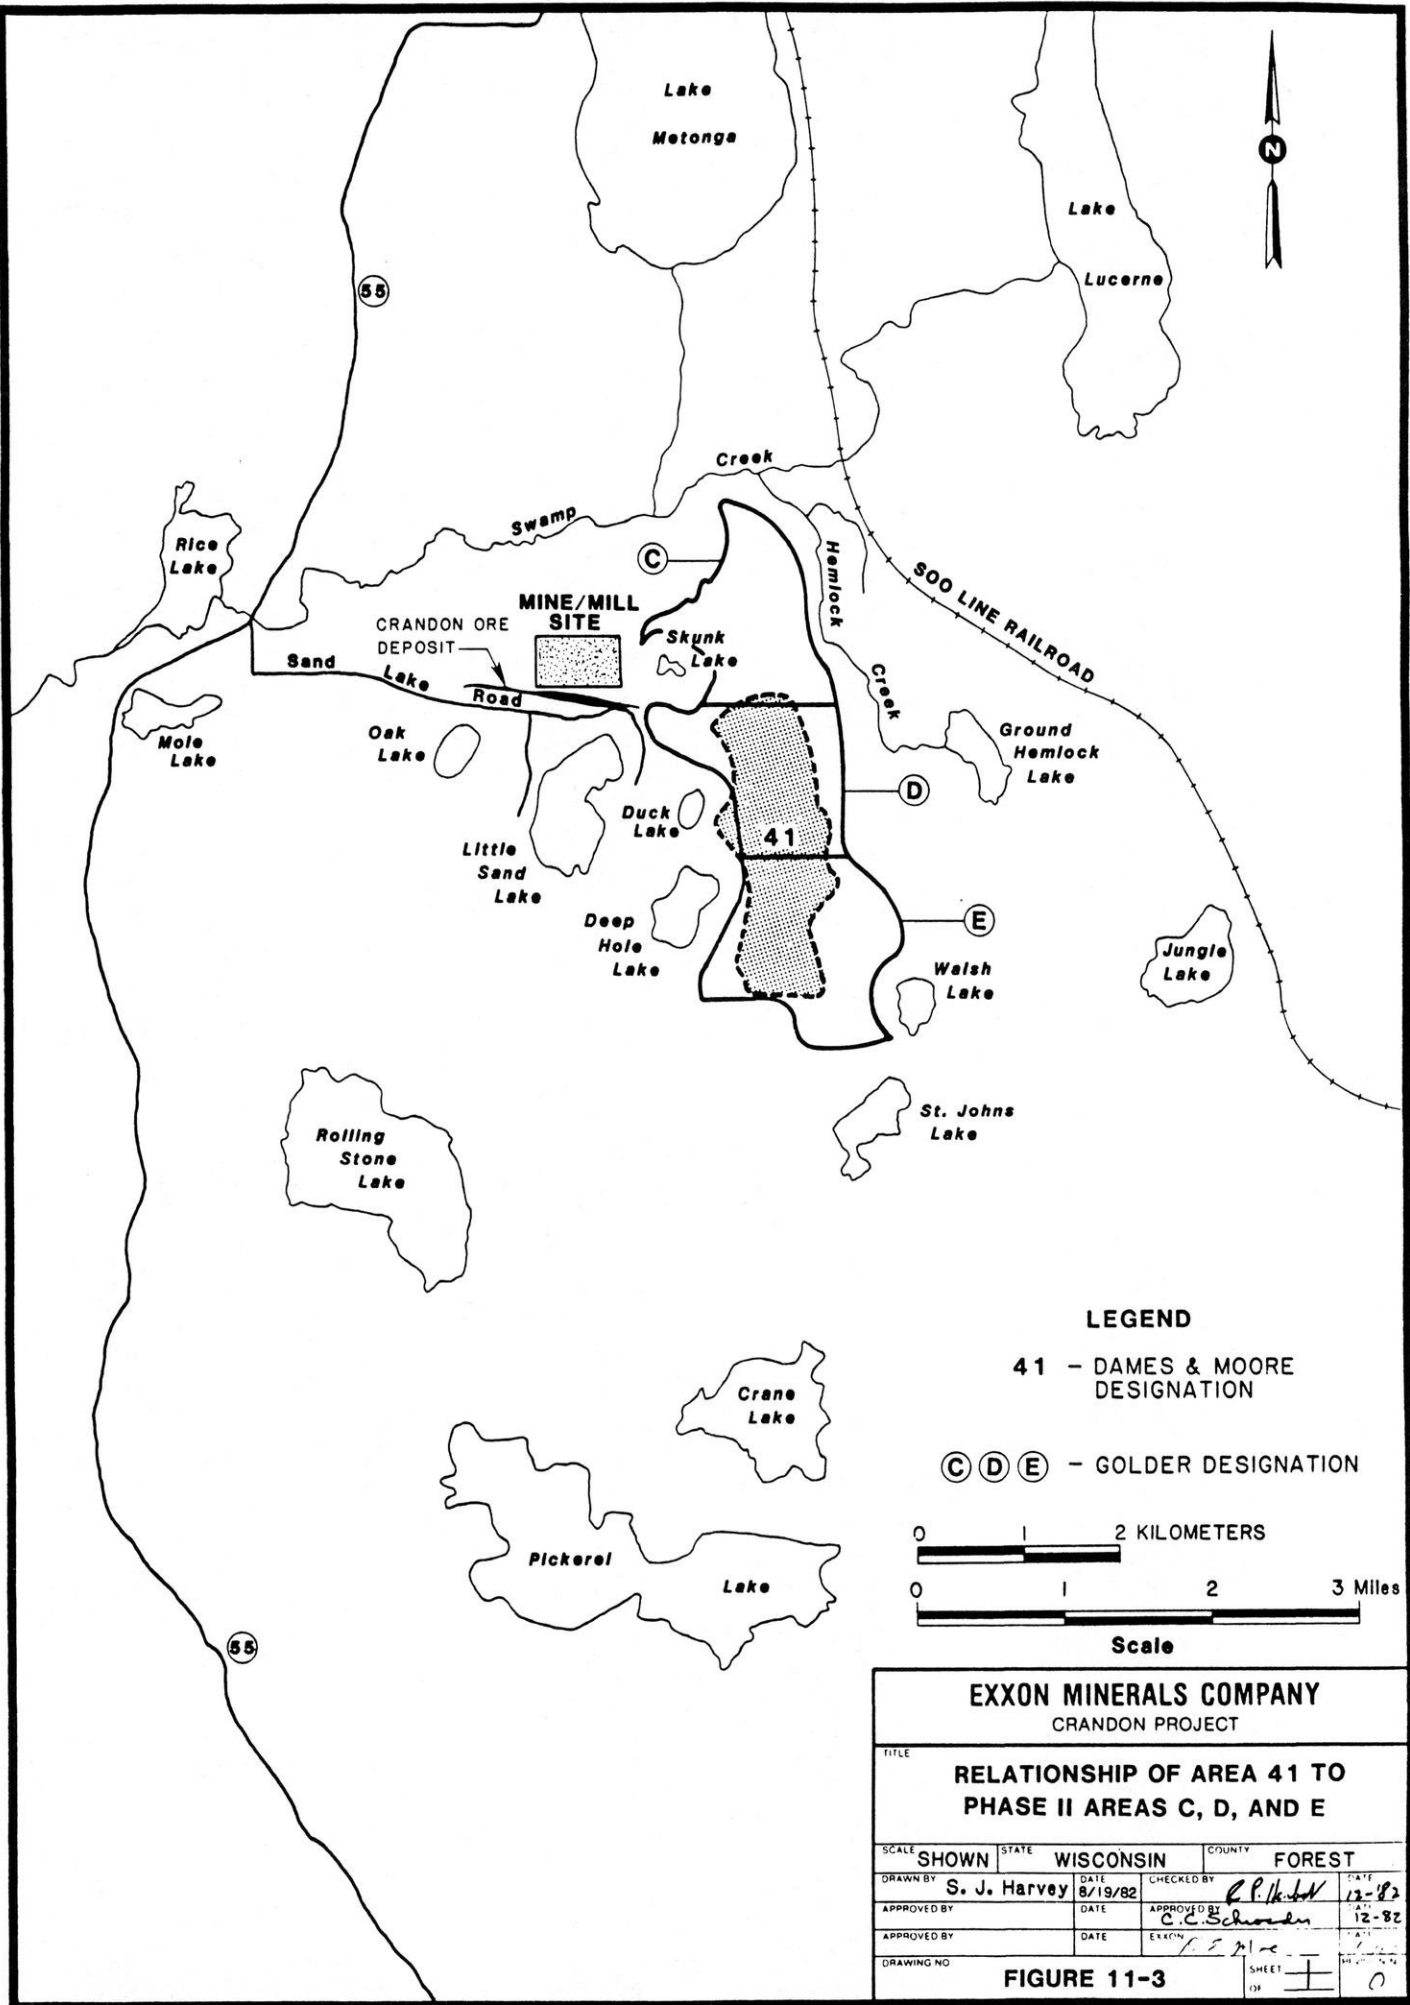 Lake
Metonga
N
Lake
Lucerne
55
Creek
Swamp
Rice
Lake
C
Hemlock
Creek
SOO LINE RAILROAD
MINE/MILL
SITE
CRANDON ORE
DEPOSIT
Skunk
Lake
Sand Lake Road
Mole
Lake
Oak
Lake
Ground
Hemlock
Lake
D
Duck
Lake
41
Little
Sand
Lake
Deep
Hole
Lake
E
Walsh
Lake
Jungle
Lake
St. Johns
Lake
Rolling
Stone
Lake
LEGEND
41 - DAMES & MOORE
DESIGNATION
C D E - GOLDER DESIGNATION
Crane
Lake
Pickerel
Lake
0 1 2 KILOMETERS
0 1 2 3 Miles
Scale
55
EXXON MINERALS COMPANY
CRANDON PROJECT
TITLE
RELATIONSHIP OF AREA 41 TO
PHASE II AREAS C, D, AND E
SCALE SHOWN STATE WISCONSIN COUNTY FOREST
DRAWN BY S. J. Harvey DATE 8/19/82 CHECKED BY DATE 12-82
APPROVED BY DATE APPROVED BY C.C. Schroeder DATE 12-82
APPROVED BY DATE EXXON DATE
DRAWING NO FIGURE 11-3 SHEET OF 0